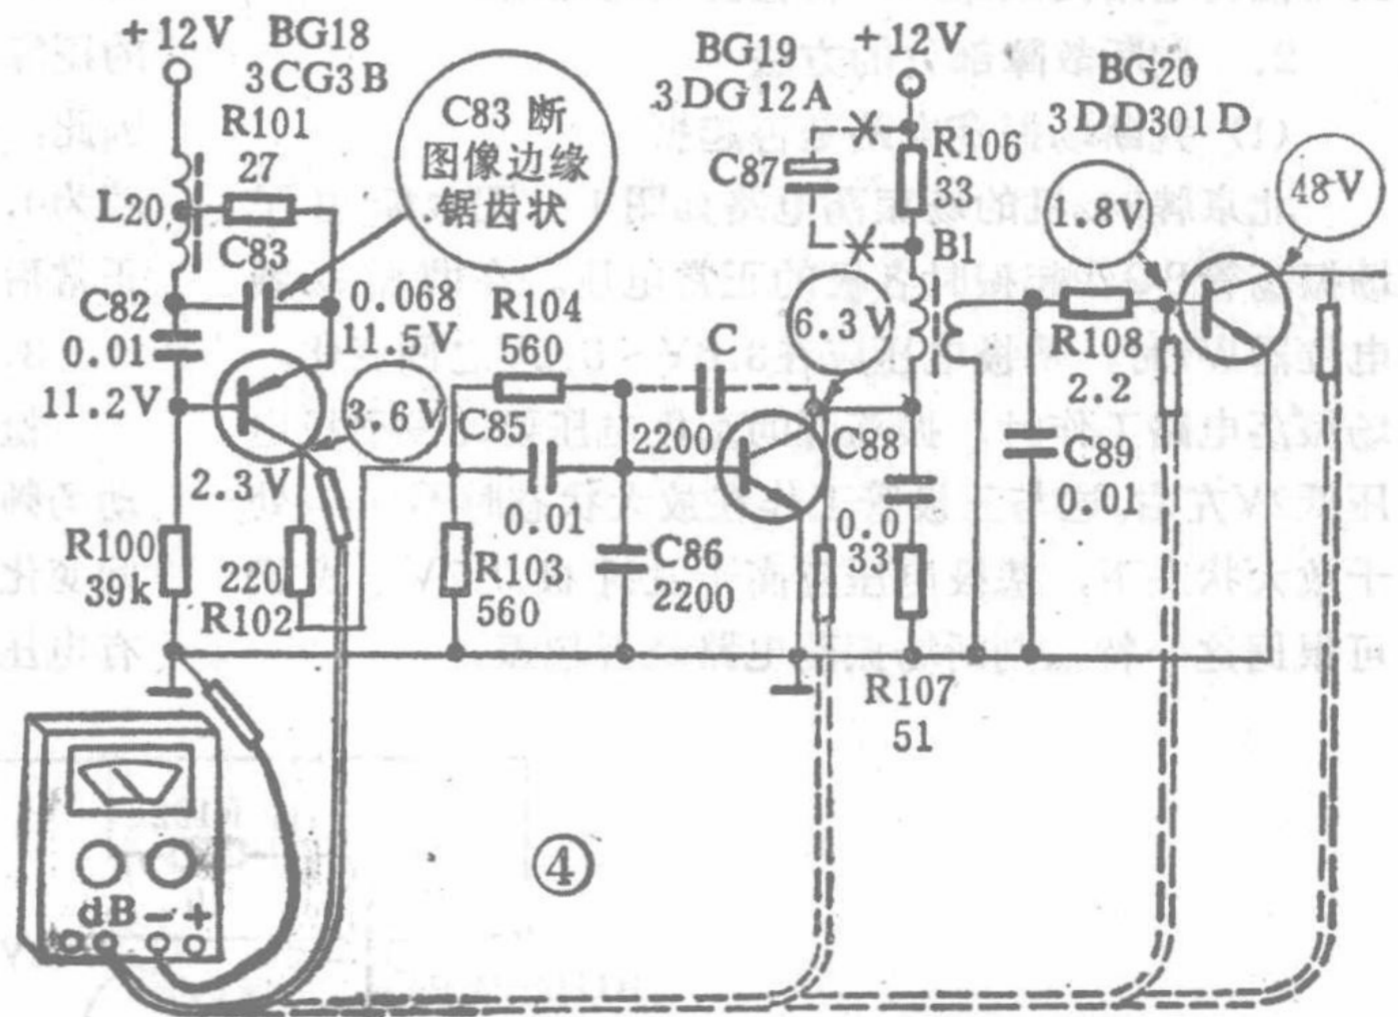 +12V
BG18
3CG3B
R101
27
L20
C83
C82
0.01
11.2V
C83 断
图像边缘
锯齿状
0.068
11.5V
3.6V
2.3V
R100
39k
220
R102
R104
560
C85
0.01
R103
560
C
2200
C86
2200
BG19
3DG12A
+12V
C87
R106
33
B1
6.3V
C88
0.0
33
R107
51
BG20
3DD301D
1.8V
48V
R108
2.2
C89
0.01
dB - +
④